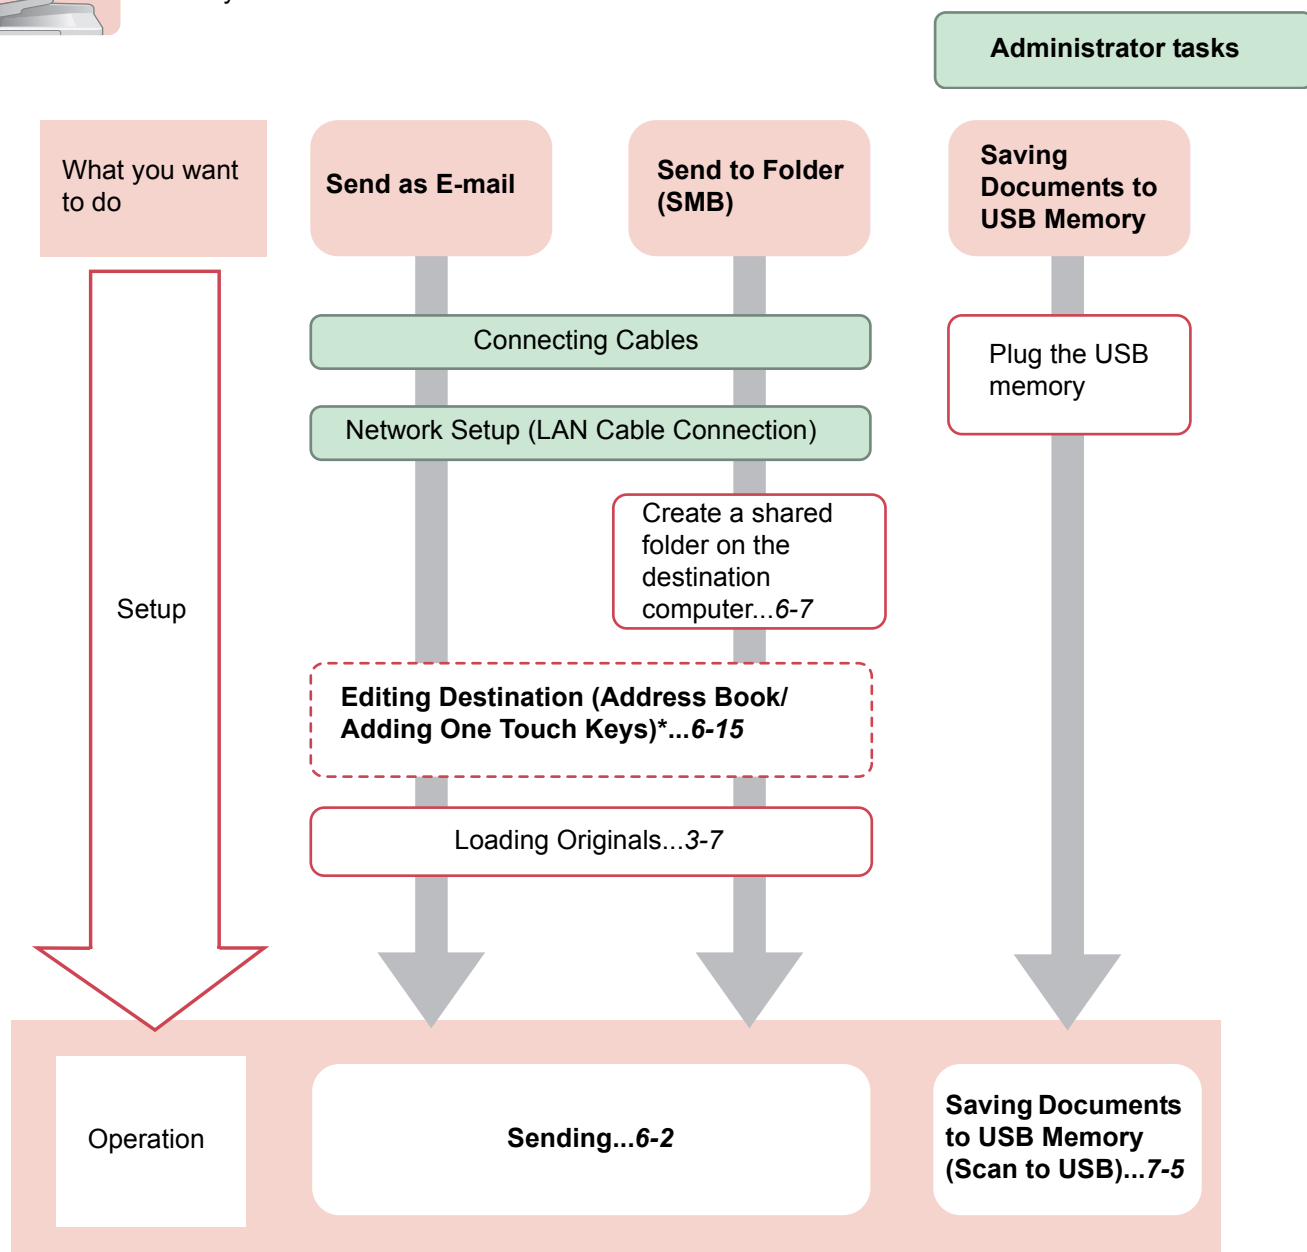 Administrator tasks
What you want
to do
Send as E-mail
Send to Folder
(SMB)
Saving
Documents to
USB Memory
Connecting Cables
Plug the USB
memory
Network Setup (LAN Cable Connection)
Create a shared
folder on the
destination
computer...6-7
Setup
Editing Destination (Address Book/
Adding One Touch Keys)*...6-15
Loading Originals...3-7
Operation
Sending...6-2
Saving Documents
to USB Memory
(Scan to USB)...7-5